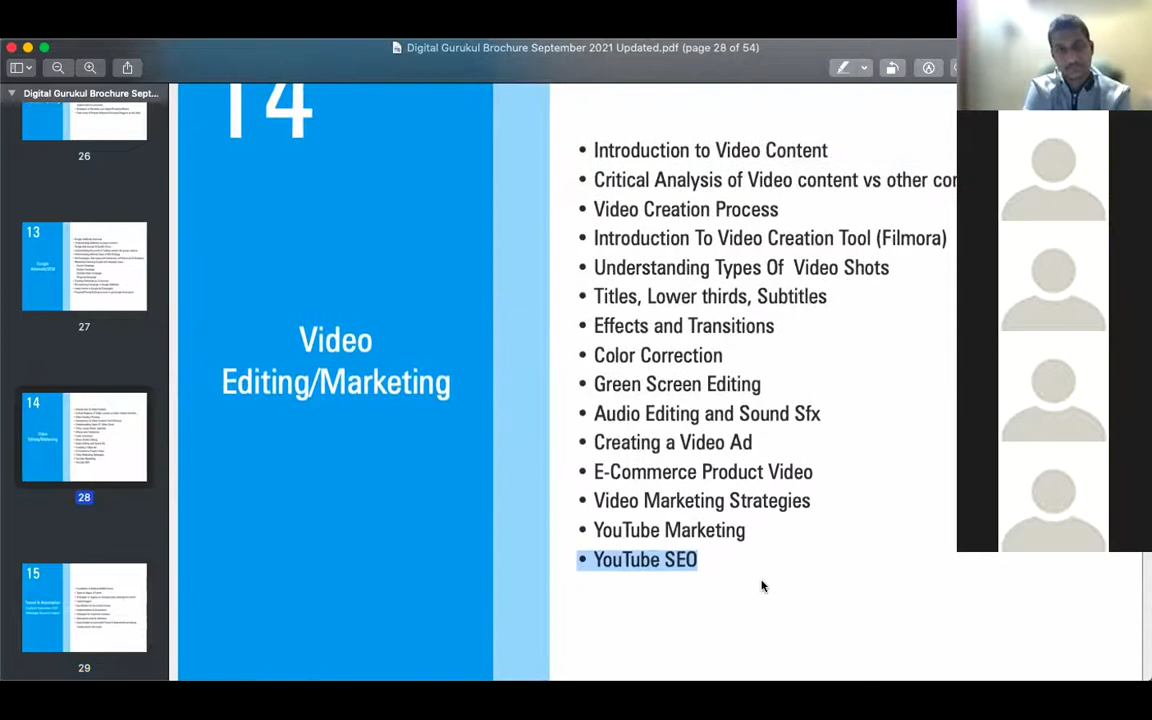 Digital Gurukul Brochure September 2021 Updated.pdf (page 28 of 54)
Digital Gurukul Brochure Sept...
26
13
27
14
Video
Editing/Marketing
28
15
29
14
Video
Editing/Marketing
• Introduction to Video Content
• Critical Analysis of Video content vs other con
• Video Creation Process
• Introduction To Video Creation Tool (Filmora)
• Understanding Types Of Video Shots
• Titles, Lower thirds, Subtitles
• Effects and Transitions
• Color Correction
• Green Screen Editing
• Audio Editing and Sound Sfx
• Creating a Video Ad
• E-Commerce Product Video
• Video Marketing Strategies
• YouTube Marketing
• YouTube SEO